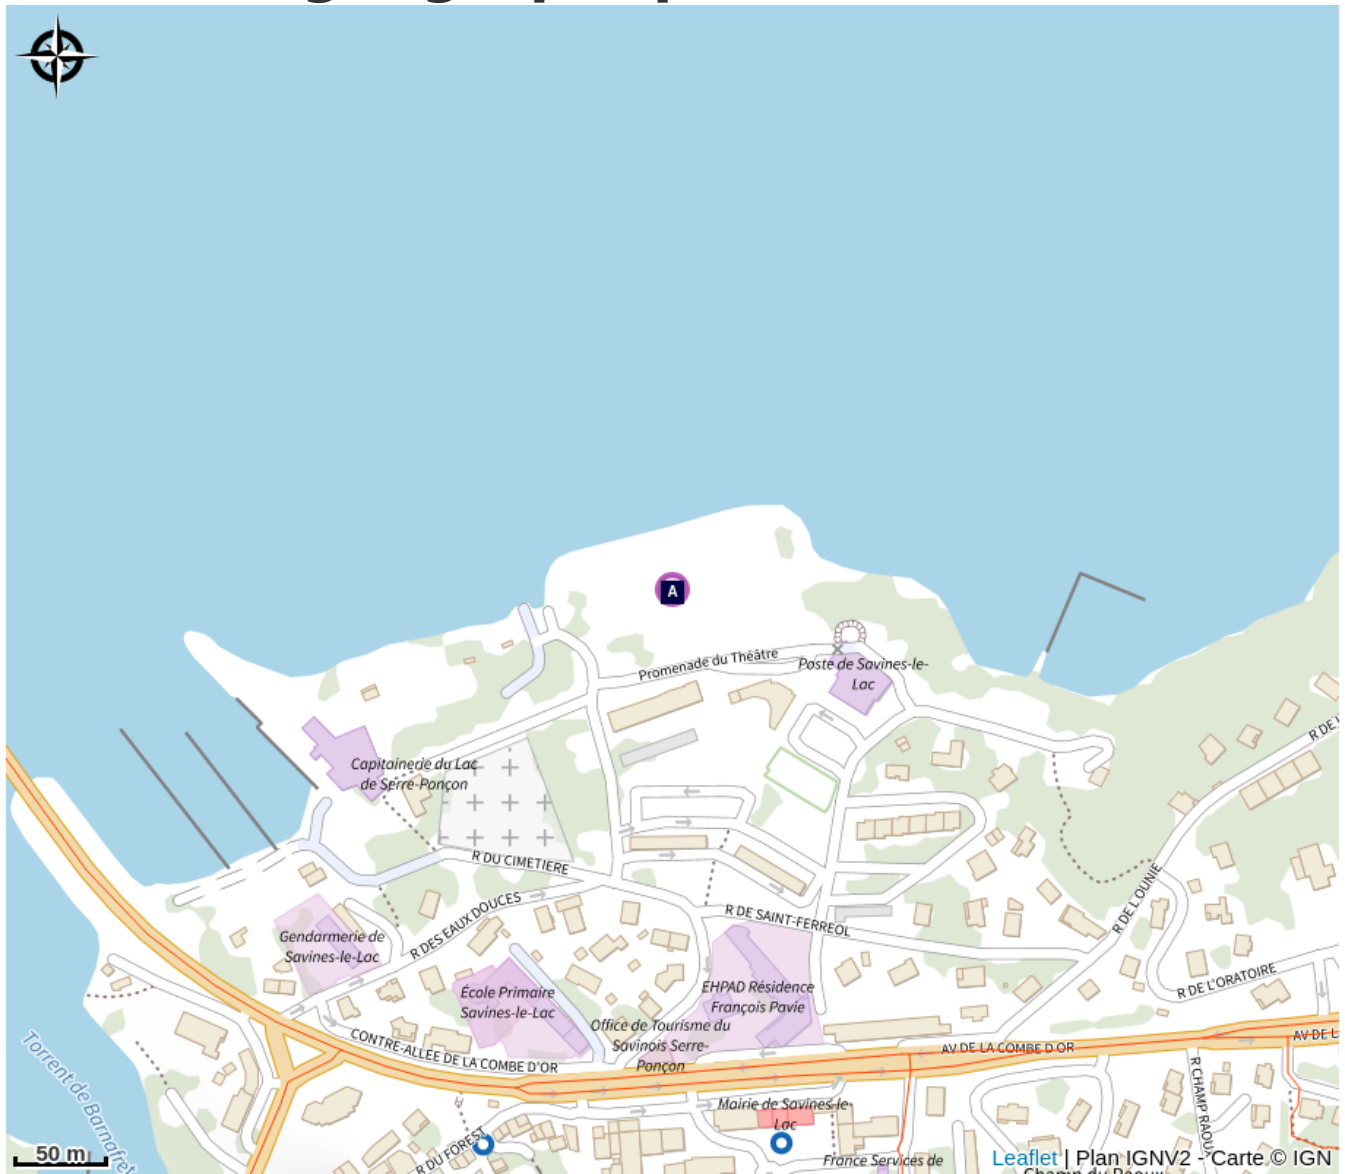 A
Promenade du Théâtre
Poste de Savines-le-
Lac
Capitainerie du Lac
de Serre-Ponçon
R DU CIMETIERE
R DES EAUX DOUCES
R DE SAINT-FERREOL
R DE L'OUNIE
R DE L
Gendarmerie de
Savines-le-Lac
École Primaire
Savines-le-Lac
EHPAD Résidence
François Pavie
R DE L'ORATOIRE
Office de Tourisme du
Savinois Serre-
Ponçon
CONTRE-ALLEE DE LA COMBE D'OR
AV DE LA COMBE D OR
AV DE L
Torrent de Barnafret
Mairie de Savines-le-
Lac
R CHAMP RAOUX
R DU FOREST
France Services de
50 m
Leaflet | Plan IGNV2 - Carte © IGN
Chemin du Raoux